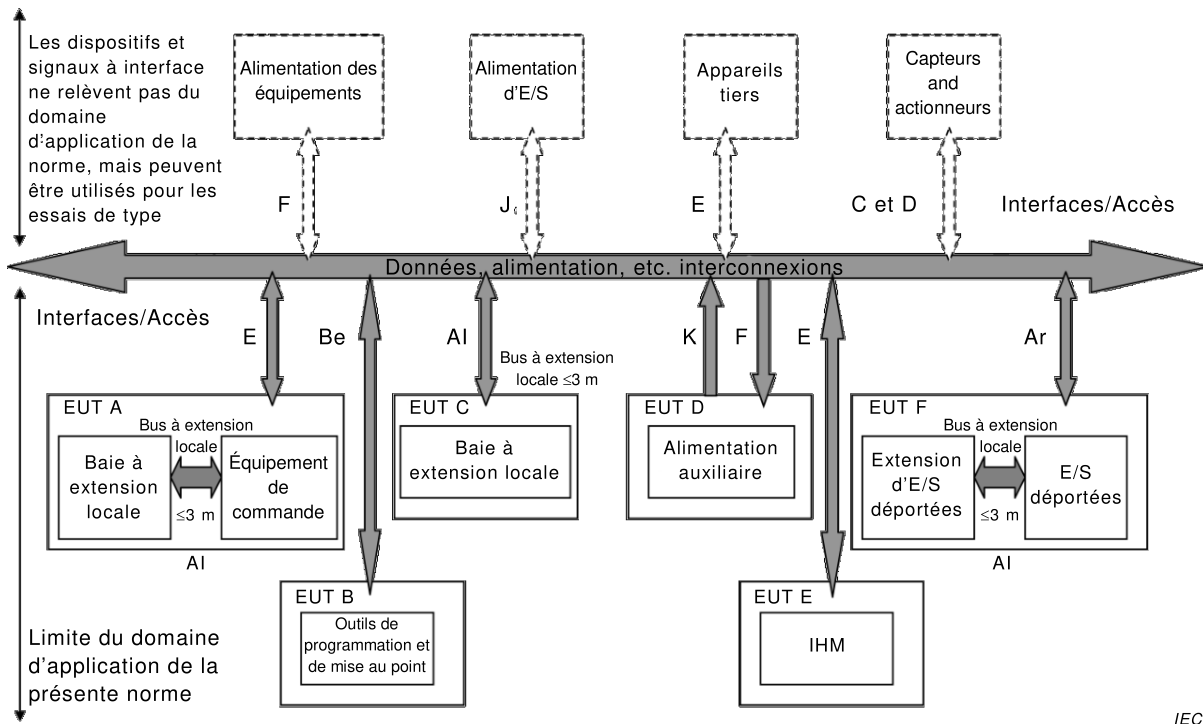 Les dispositifs et
signaux à interface
ne relèvent pas du
domaine
d'application de la
norme, mais peuvent
être utilisés pour les
essais de type
Alimentation des
équipements
Alimentation
d'E/S
Appareils
tiers
Capteurs
and
actionneurs
F
J
E
C et D
Interfaces/Accès
Données, alimentation, etc. interconnexions
Interfaces/Accès
E
Be
Al
Bus à extension
locale ≤3 m
K
F
E
Ar
EUT A
Bus à extension
locale
Baie à
extension
locale
≤3 m
Équipement
de
commande
Al
EUT C
Baie à
extension locale
EUT D
Alimentation
auxiliaire
EUT F
Bus à extension
locale
Extension
d'E/S
déportées
≤3 m
E/S
déportées
Al
EUT B
Outils de
programmation et
de mise au point
EUT E
IHM
Limite du domaine
d'application de la
présente norme
IEC